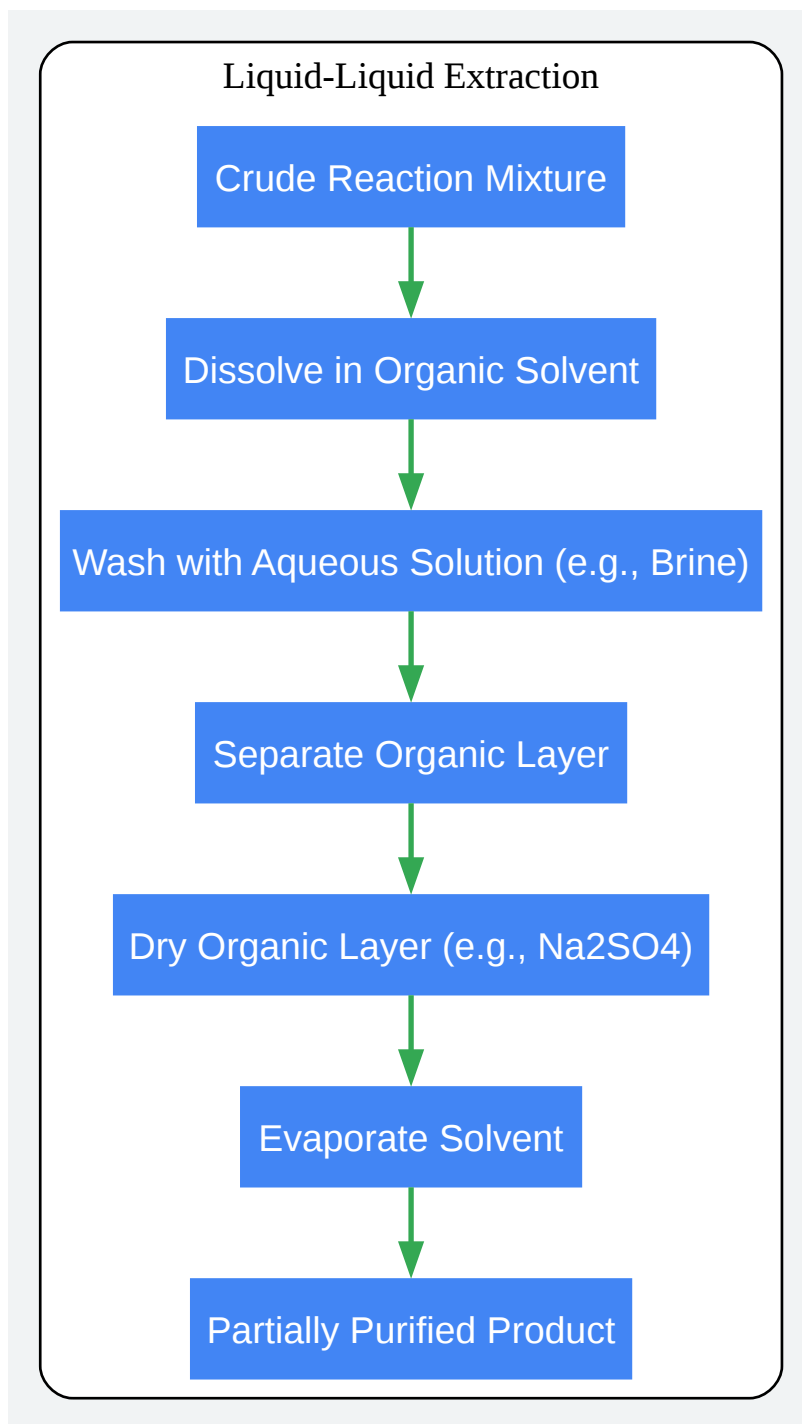 Liquid-Liquid Extraction
Crude Reaction Mixture
Dissolve in Organic Solvent
Wash with Aqueous Solution (e.g., Brine)
Separate Organic Layer
Dry Organic Layer (e.g., Na2SO4)
Evaporate Solvent
Partially Purified Product